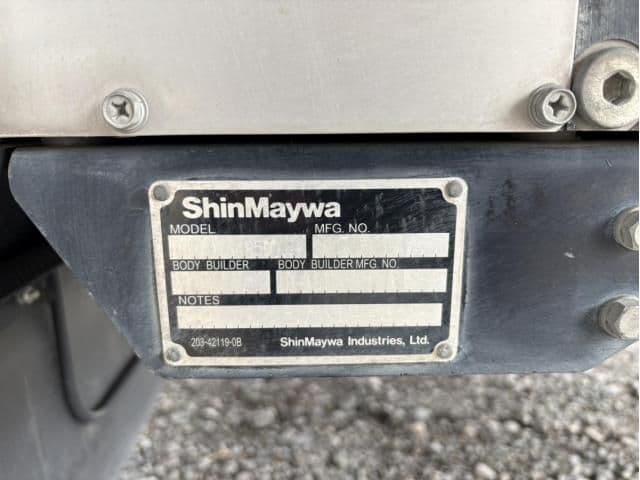 ShinMaywa
MODEL MFG. NO.
BODY BUILDER BODY BUILDER MFG. NO.
NOTES
203-42119-0B ShinMaywa Industries, Ltd.